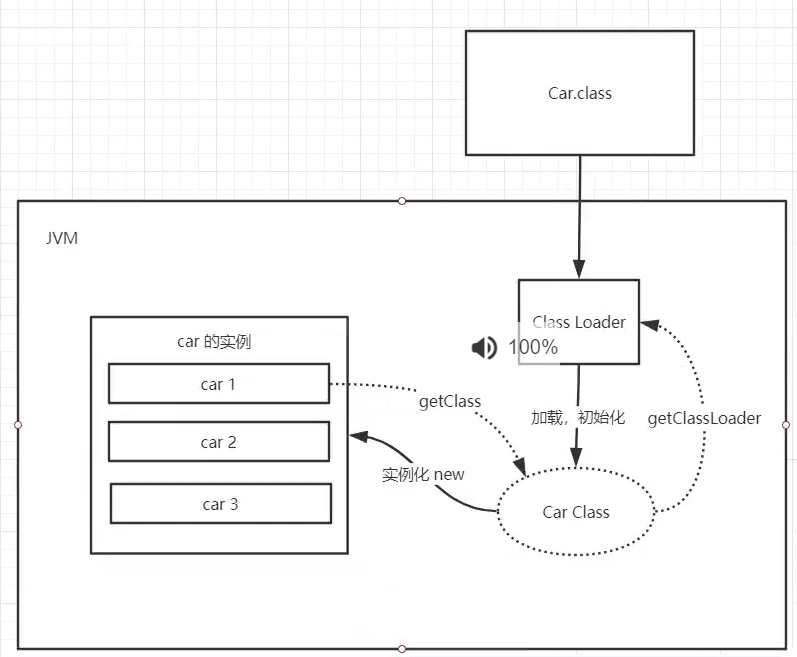 Car.class
JVM
Class Loader
100%
car 的实例
car 1
getClass
加载，初始化
getClassLoader
car 2
实例化 new
car 3
Car Class